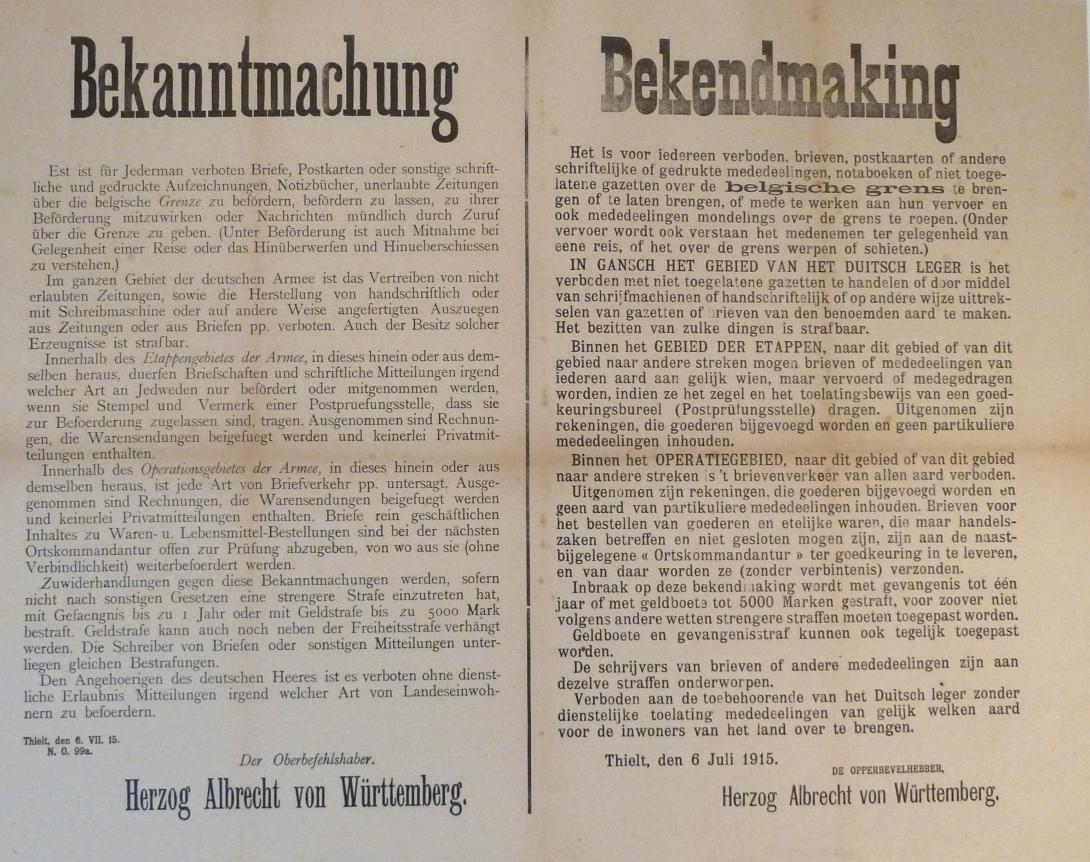 Bekanntmachung
Est ist für Jederman verboten Briefe, Postkarten oder sonstige schrift-
liche und gedruckte Aufzeichnungen, Notizbücher, unerlaubte Zeitungen
über die belgische Grenze zu befördern, befördern zu lassen, zu ihrer
Beförderung mitzuwirken oder Nachrichten mündlich durch Zuruf
über die Grenze zu geben. (Unter Beförderung ist auch Mitnahme bei
Gelegenheit einer Reise oder das Hinüberwerfen und Hinueberschiessen
zu verstehen,)
Im ganzen Gebiet der deutschen Armee ist das Vertreiben von nicht
erlaubten Zeitungen, sowie die Herstellung von handschriftlich oder
mit Schreibmaschine oder auf andere Weise angefertigten Auszuegen
aus Zeitungen oder aus Briefen pp. verboten. Auch der Besitz solcher
Erzeugnisse ist strafbar.
Innerhalb des Etappengebietes der Armee, in dieses hinein oder aus dem-
selben heraus, duerfen Briefschaften und schriftliche Mitteilungen irgend
welcher Art an Jedweden nur befördert oder mitgenommen werden,
wenn sie Stempel und Vermerk einer Postpruefungsstelle, dass sie
zur Befoerderung zugelassen sind, tragen. Ausgenommen sind Rechnun-
gen, die Warensendungen beigefuegt werden und keinerlei Privatmit-
teilungen enthalten.
Innerhalb des Operationsgebietes der Armee, in dieses hinein oder aus
demselben heraus, ist jede Art von Briefverkehr pp. untersagt. Ausge-
genommen sind Rechnungen, die Warensendungen beigefuegt werden
und keinerlei Privatmitteilungen enthalten. Briefe rein geschäftlichen
Inhaltes zu Waren- u. Lebensmittel-Bestellungen sind bei der nächsten
Ortskommandantur offen zur Prüfung abzugeben, von wo aus sie (ohne
Verbindlichkeit) weiterbefoerdert werden.
Zuwiderhandlungen gegen diese Bekanntmachungen werden, sofern
nicht nach sonstigen Gesetzen eine strengere Strafe einzutreten hat,
mit Gefaengnis bis zu 1 Jahr oder mit Geldstrafe bis zu 5000 Mark
bestraft. Geldstrafe kann auch noch neben der Freiheitsstrafe verhängt
werden. Die Schreiber von Briefen oder sonstigen Mitteilungen unter-
liegen gleichen Bestrafungen.
Den Angehoerigen des deutschen Heeres ist es verboten ohne dienst-
liche Erlaubnis Mitteilungen irgend welcher Art von Landeseinwoh-
nern zu befoerdern.
Thielt, den 6. VII. 15.
N. O. 99a.
Der Oberbefehlshaber.
Herzog Albrecht von Württemberg.
Bekendmaking
Het is voor iedereen verboden, brieven, postkaarten of andere
schriftelijke of gedrukte mededeelingen, notaboeken of niet toege-
latene gazetten over de belgische grens te bren-
gen of te laten brengen, of mede te werken aan hun vervoer en
ook mededeelingen mondelings over de grens te roepen. (Onder
vervoer wordt ook verstaan het medenemen ter gelegenheid van
eene reis, of het over de grens werpen of schieten.)
IN GANSCH HET GEBIED VAN HET DUITSCH LEGER is het
verboden met niet toegelatene gazetten te handelen of door middel
van schrijfmachienen of handschriftelijk of op andere wijze uittrek-
selen van gazetten of brieven van den benoemden aard te maken.
Het bezitten van zulke dingen is strafbaar.
Binnen het GEBIED DER ETAPPEN, naar dit gebied of van dit
gebied naar andere streken mogen brieven of mededeelingen van
iederen aard aan gelijk wien, maar vervoerd of medegedragen
worden, indien ze het zegel en het toelatingsbewijs van een goed-
keuringsbureel (Postprüfungsstelle) dragen. Uitgenomen zijn
rekeningen, die goederen bijgevoegd worden en geen partikuliere
mededeelingen inhouden.
Binnen het OPERATIEGEBIED, naar dit gebied of van dit gebied
naar andere streken is 't brievenverkeer van allen aard verboden.
Uitgenomen zijn rekeningen, die goederen bijgevoegd worden en
geen aard van partikuliere mededeelingen inhouden. Brieven voor
het bestellen van goederen en etelijke waren, die maar handels-
zaken betreffen en niet gesloten mogen zijn, zijn aan de naast-
bijgelegene « Ortskommandantur » ter goedkeuring in te leveren,
en van daar worden ze (zonder verbintenis) verzonden.
Inbraak op deze bekendmaking wordt met gevangenis tot één
jaar of met geldboete tot 5000 Marken gestraft, voor zoover niet
volgens andere wetten strengere straffen moeten toegepast worden.
Geldboete en gevangenisstraf kunnen ook tegelijk toegepast
worden.
De schrijvers van brieven of andere mededeelingen zijn aan
dezelve straffen onderworpen.
Verboden aan de toebehoorende van het Duitsch leger zonder
dienstelijke toelating mededeelingen van gelijk welken aard
voor de inwoners van het land over te brengen.
Thielt, den 6 Juli 1915.
DE OPPERBEVELHEBBER,
Herzog Albrecht von Württemberg.